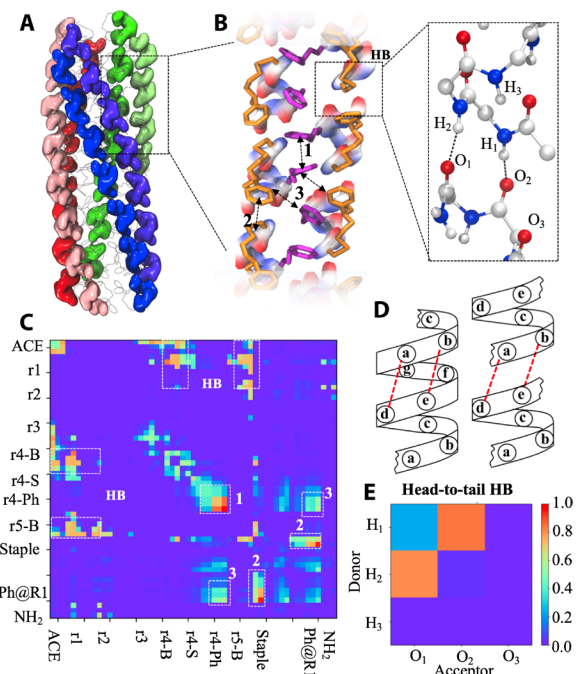 A
B
HB
H3
H2
H1
O1
O2
O3
1
3
2
C
ACE
r1
r2
r3
r4-B
r4-S
r4-Ph
r5-B
Staple
Ph@R1
NH2
HB
HB
1
3
2
2
3
ACE
r1
r2
r3
r4-B
r4-S
r4-Ph
r5-B
Staple
Ph@R1
NH2
D
c
a
b
g
f
d
e
c
a
b
e
d
c
b
a
e
d
c
b
a
E
Head-to-tail HB
Donor
H1
H2
H3
O1
O2
O3
Acceptor
1.0
0.8
0.6
0.4
0.2
0.0